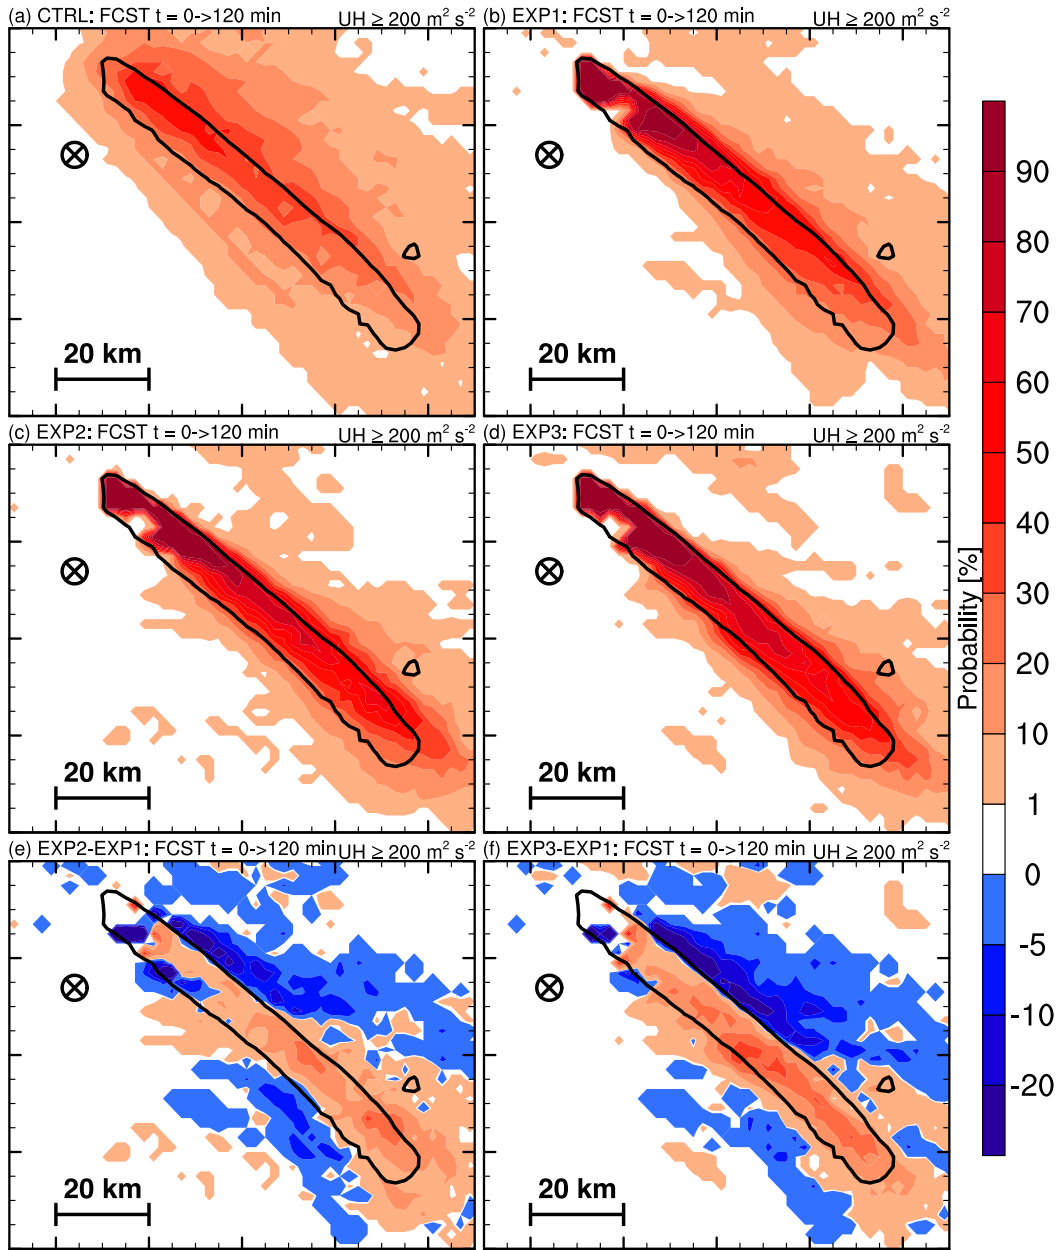 (a) CTRL: FCST t = 0->120 min UH ≥ 200 m² s⁻²
(b) EXP1: FCST t = 0->120 min UH ≥ 200 m² s⁻²
20 km
20 km
(c) EXP2: FCST t = 0->120 min UH ≥ 200 m² s⁻²
(d) EXP3: FCST t = 0->120 min UH ≥ 200 m² s⁻²
20 km
20 km
(e) EXP2-EXP1: FCST t = 0->120 min UH ≥ 200 m² s⁻²
(f) EXP3-EXP1: FCST t = 0->120 min UH ≥ 200 m² s⁻²
20 km
20 km
90
80
70
60
50
40
30
20
10
1
0
-5
-10
-20
Probability [%]